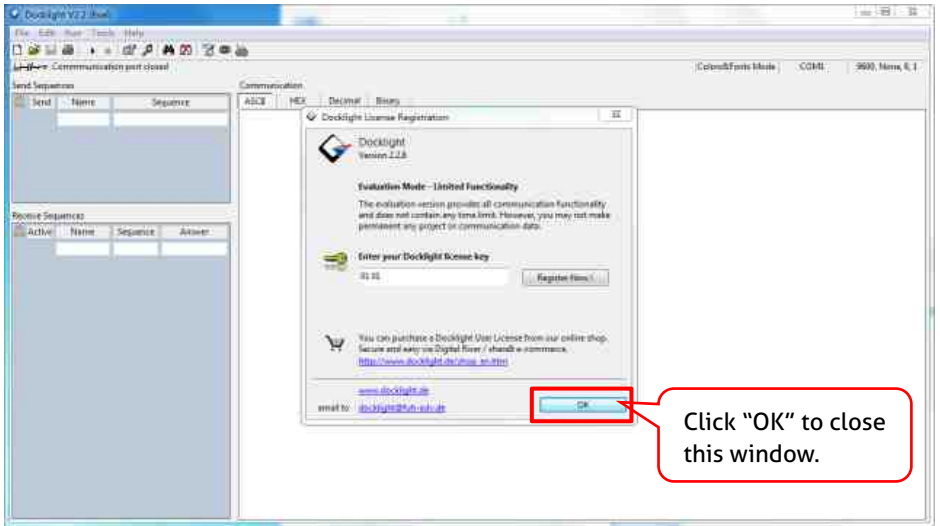 Docklight V2.2 (Eval)
File Edit Run Tools Help
Communication port closed
Colors&Fonts Mode COM1 9600, None, 8, 1
Send Sequences
Send Name Sequence
Communication
ASCII HEX Decimal Binary
Docklight License Registration
Docklight
Version 2.2.8
Evaluation Mode - Limited Functionality
The evaluation version provides all communication functionality
and does not contain any time limit. However, you may not make
permanent any project or communication data.
Receive Sequences
Active Name Sequence Answer
Enter your Docklight license key
Register Now!
You can purchase a Docklight User License from our online shop.
Secure and easy via Digital River / share-it e-commerce.
www.docklight.de
email to:
OK
Click “OK” to close
this window.